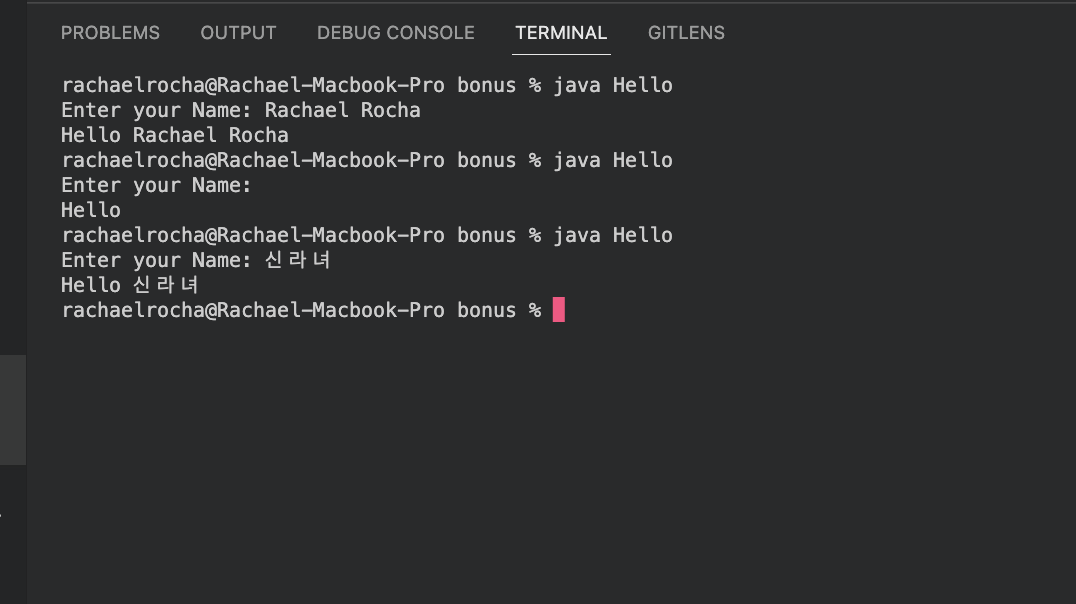 PROBLEMS OUTPUT DEBUG CONSOLE TERMINAL GITLENS
rachaelrocha@Rachael-Macbook-Pro bonus % java Hello
Enter your Name: Rachael Rocha
Hello Rachael Rocha
rachaelrocha@Rachael-Macbook-Pro bonus % java Hello
Enter your Name:
Hello
rachaelrocha@Rachael-Macbook-Pro bonus % java Hello
Enter your Name: 신라녀
Hello 신라녀
rachaelrocha@Rachael-Macbook-Pro bonus %